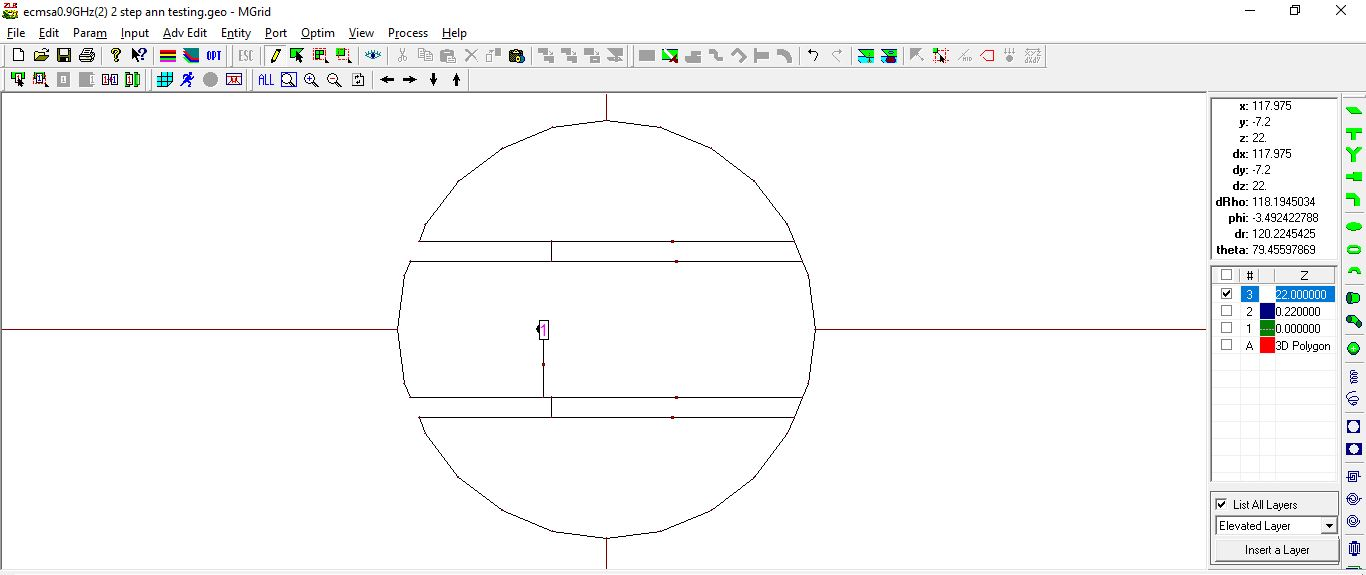 ecmsa0.9GHz(2) 2 step ann testing.geo - MGrid
File Edit Param Input Adv Edit Entity Port Optim View Process Help
OPT ESC
ALL
1
x: 117.975
y: -7.2
z: 22.
dx: 117.975
dy: -7.2
dz: 22.
dRho: 118.1945034
phi: -3.492422788
dr: 120.2245425
theta: 79.45597869
# Z
3 22.000000
2 0.220000
1 0.000000
A 3D Polygon
List All Layers
Elevated Layer
Insert a Layer